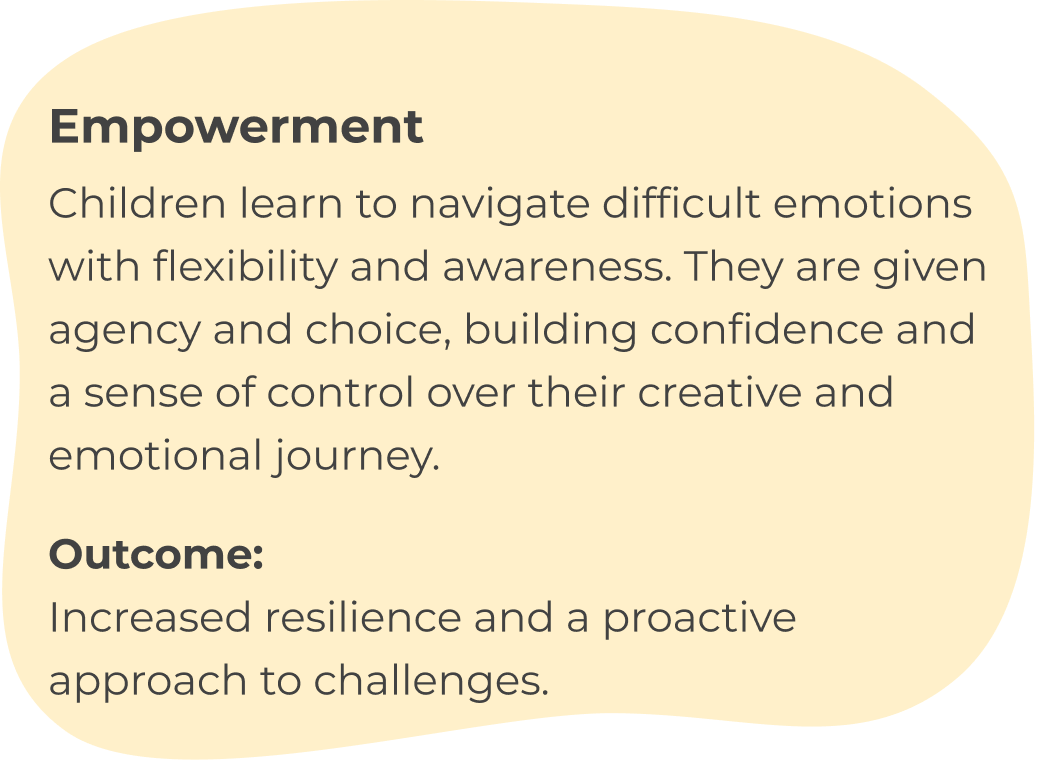 Empowerment
Children learn to navigate difficult emotions
with flexibility and awareness. They are given
agency and choice, building confidence and
a sense of control over their creative and
emotional journey.
Outcome:
Increased resilience and a proactive
approach to challenges.